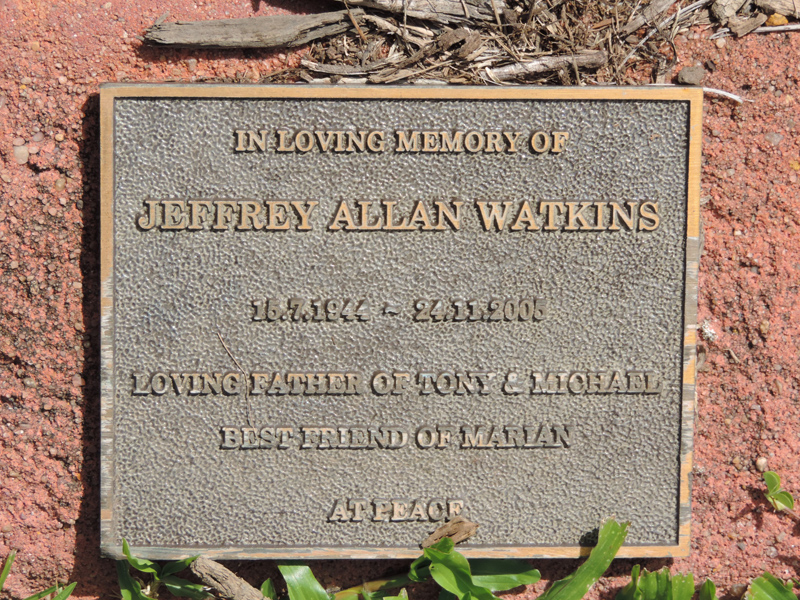 IN LOVING MEMORY OF
JEFFREY ALLAN WATKINS
15.7.1944 ~ 24.11.2005
LOVING FATHER OF TONY & MICHAEL
BEST FRIEND OF MARIAN
AT PEACE